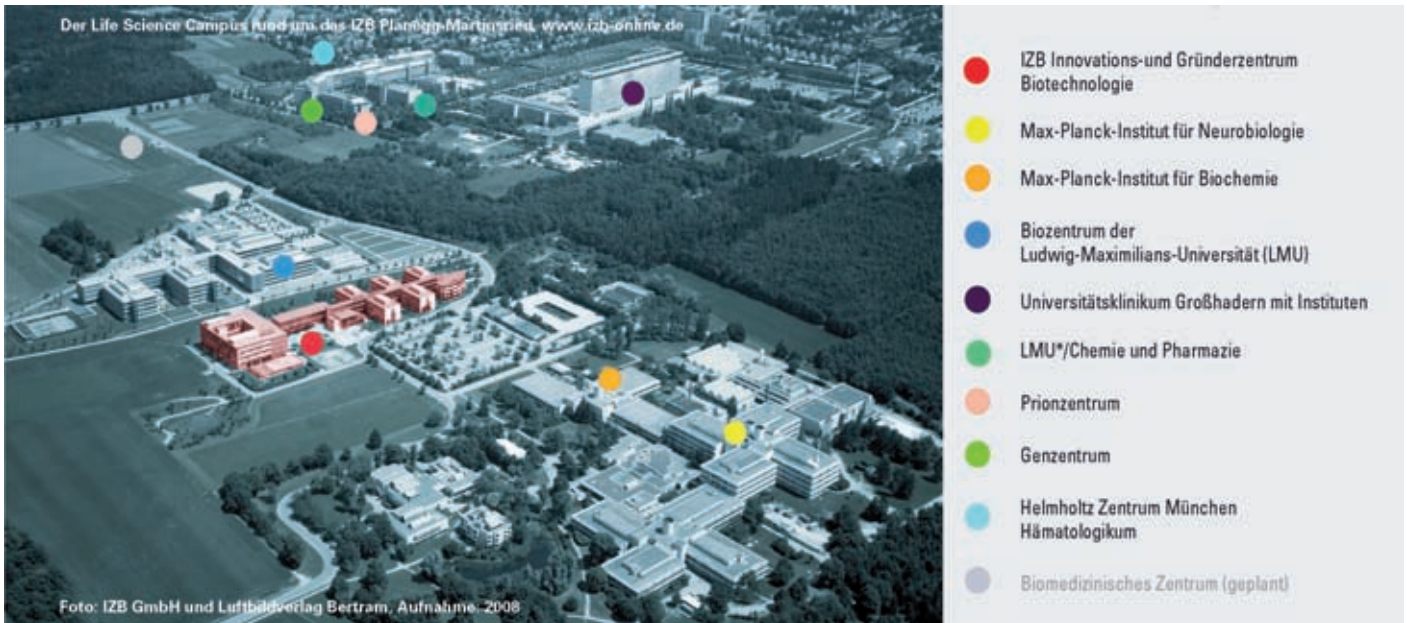 Der Life Science Campus rund um das IZB Planegg-Martinsried, www.izb-online.de
IZB Innovations-und Gründerzentrum
Biotechnologie
Max-Planck-Institut für Neurobiologie
Max-Planck-Institut für Biochemie
Biozentrum der
Ludwig-Maximilians-Universität (LMU)
Universitätsklinikum Großhadern mit Instituten
LMU*/Chemie und Pharmazie
Prionzentrum
Genzentrum
Helmholtz Zentrum München
Hämatologikum
Biomedizinisches Zentrum (geplant)
Foto: IZB GmbH und Luftbildverlag Bertram, Aufnahme: 2008